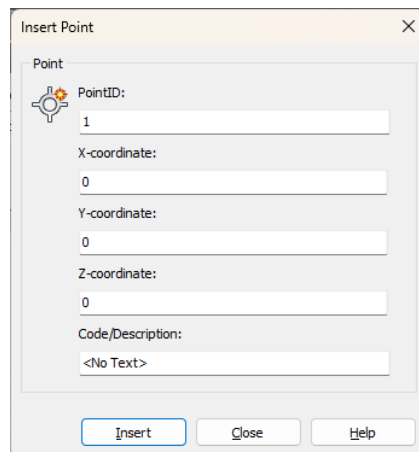 Insert Point
Point
PointID:
1
X-coordinate:
0
Y-coordinate:
0
Z-coordinate:
0
Code/Description:
<No Text>
Insert Close Help